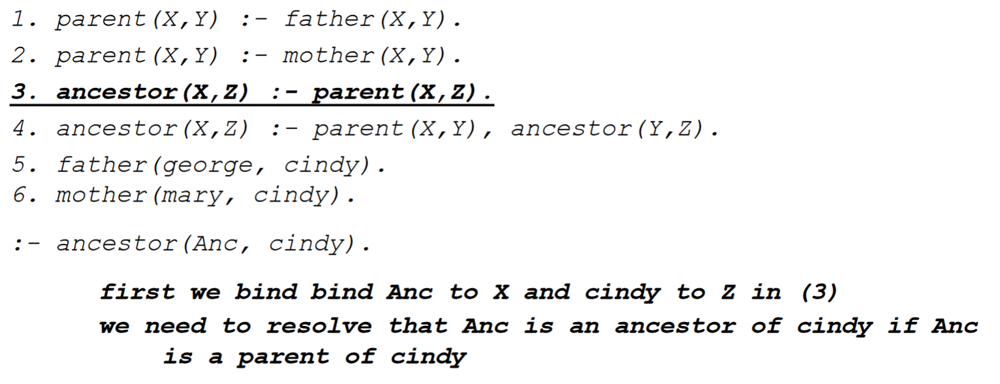 1. parent(X,Y) :- father(X,Y).
2. parent(X,Y) :- mother(X,Y).
3. ancestor(X,Z) :- parent(X,Z).
4. ancestor(X,Z) :- parent(X,Y), ancestor(Y,Z).
5. father(george, cindy).
6. mother(mary, cindy).
:- ancestor(Anc, cindy).
first we bind bind Anc to X and cindy to Z in (3)
we need to resolve that Anc is an ancestor of cindy if Anc
is a parent of cindy